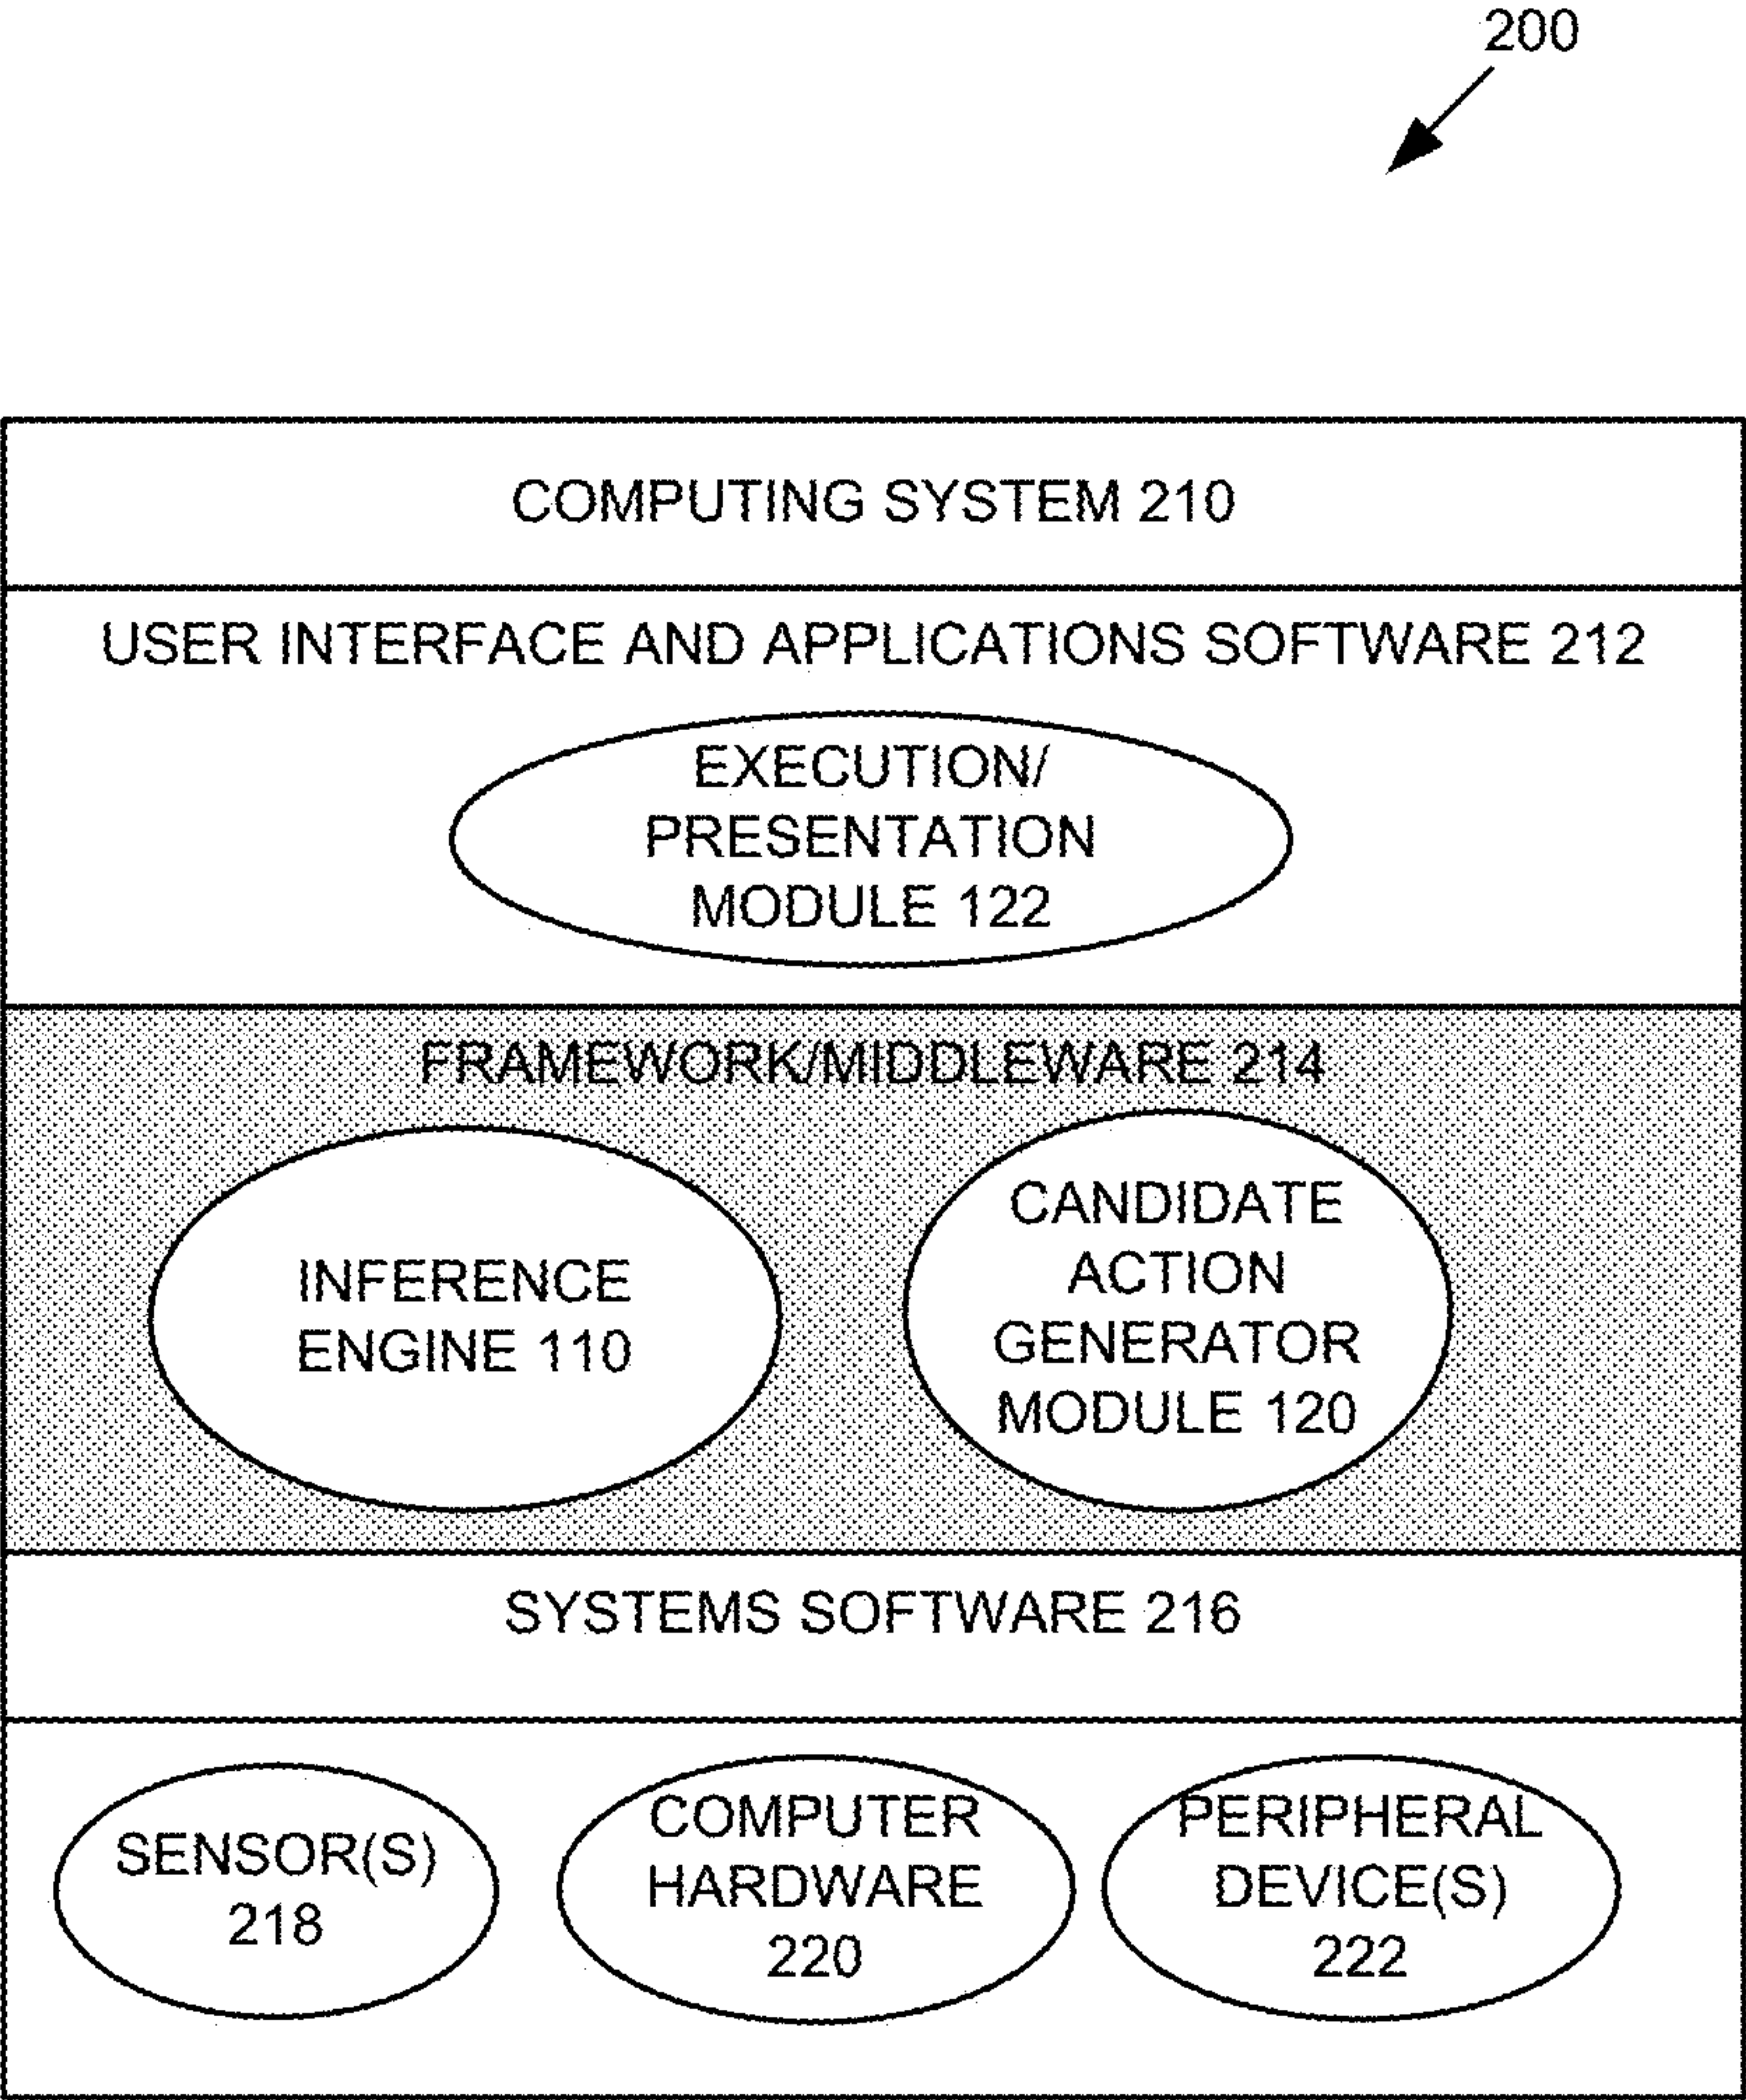 200
COMPUTING SYSTEM 210
USER INTERFACE AND APPLICATIONS SOFTWARE 212
EXECUTION/
PRESENTATION
MODULE 122
FRAMEWORK/MIDDLEWARE 214
INFERENCE
ENGINE 110
CANDIDATE
ACTION
GENERATOR
MODULE 120
SYSTEMS SOFTWARE 216
SENSOR(S)
218
COMPUTER
HARDWARE
220
PERIPHERAL
DEVICE(S)
222